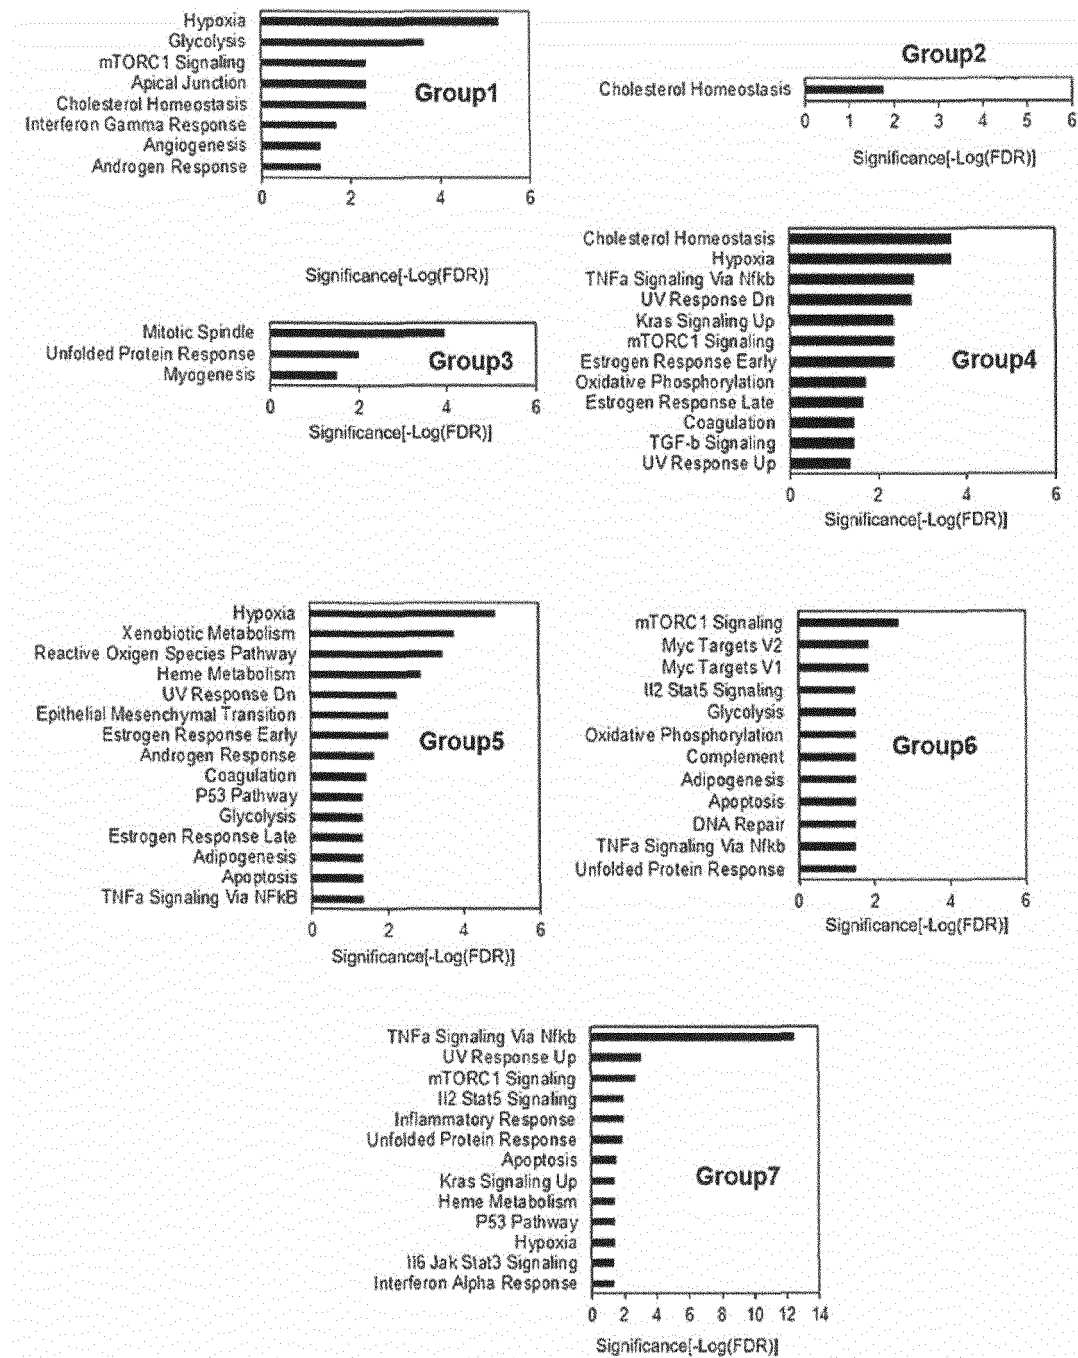 Hypoxia
Glycolysis
mTORC1 Signaling
Apical Junction
Cholesterol Homeostasis
Interferon Gamma Response
Angiogenesis
Androgen Response
Group1
0 2 4 6
Significance[-Log(FDR)]
Group2
Cholesterol Homeostasis
0 1 2 3 4 5 6
Significance[-Log(FDR)]
Mitotic Spindle
Unfolded Protein Response
Myogenesis
Group3
0 2 4 6
Significance[-Log(FDR)]
Cholesterol Homeostasis
Hypoxia
TNFa Signaling Via Nfkb
UV Response Dn
Kras Signaling Up
mTORC1 Signaling
Estrogen Response Early
Oxidative Phosphorylation
Estrogen Response Late
Coagulation
TGF-b Signaling
UV Response Up
Group4
0 2 4 6
Significance[-Log(FDR)]
Hypoxia
Xenobiotic Metabolism
Reactive Oxigen Species Pathway
Heme Metabolism
UV Response Dn
Epithelial Mesenchymal Transition
Estrogen Response Early
Androgen Response
Coagulation
P53 Pathway
Glycolysis
Estrogen Response Late
Adipogenesis
Apoptosis
TNFa Signaling Via NFkB
Group5
0 2 4 6
Significance[-Log(FDR)]
mTORC1 Signaling
Myc Targets V2
Myc Targets V1
Il2 Stat5 Signaling
Glycolysis
Oxidative Phosphorylation
Complement
Adipogenesis
Apoptosis
DNA Repair
TNFa Signaling Via Nfkb
Unfolded Protein Response
Group6
0 2 4 6
Significance[-Log(FDR)]
TNFa Signaling Via Nfkb
UV Response Up
mTORC1 Signaling
Il2 Stat5 Signaling
Inflammatory Response
Unfolded Protein Response
Apoptosis
Kras Signaling Up
Heme Metabolism
P53 Pathway
Hypoxia
Il6 Jak Stat3 Signaling
Interferon Alpha Response
Group7
0 2 4 6 8 10 12 14
Significance[-Log(FDR)]